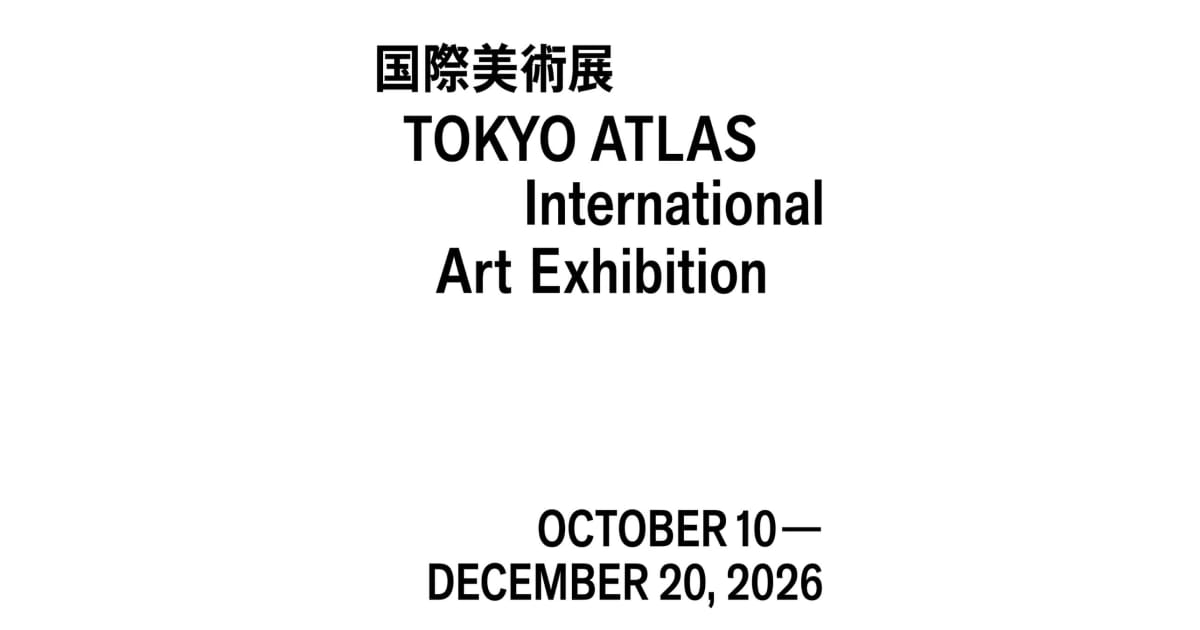 国際美術展
TOKYO ATLAS
International
Art Exhibition
OCTOBER 10—
DECEMBER 20, 2026